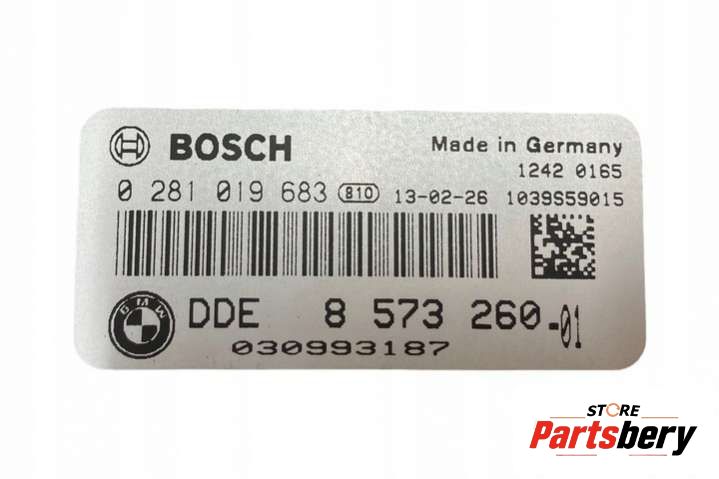 BOSCH
Made in Germany
1242 0165
0 281 019 683 810 13-02-26 1039S59015
BMW DDE 8 573 260-01
030993187
STORE
Partsbery